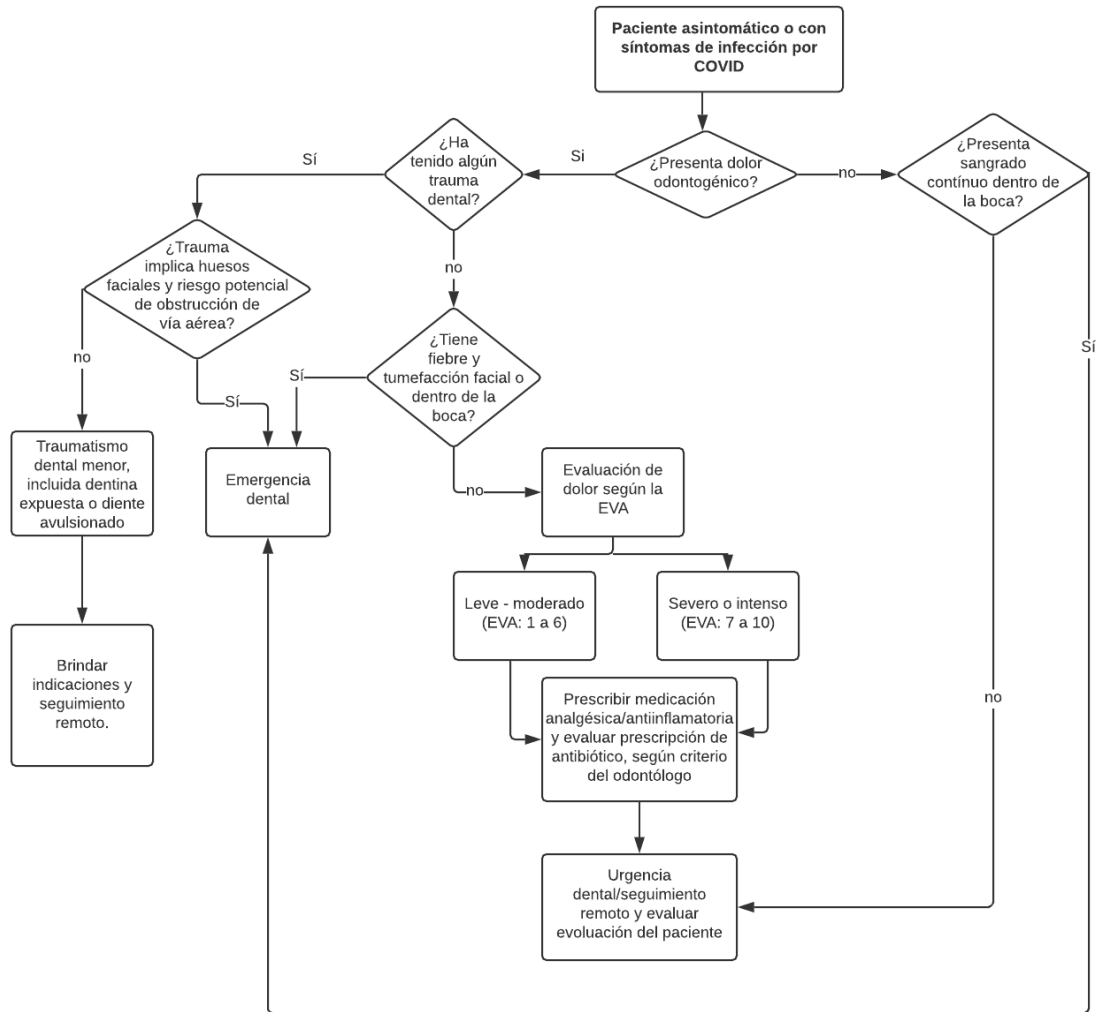 Paciente asintomático o con
síntomas de infección por
COVID
¿Presenta dolor
odontogénico?
Si
no
¿Ha
tenido algún
trauma
dental?
Sí
no
¿Presenta
sangrado
contínuo dentro de
la boca?
Sí
no
¿Trauma
implica huesos
faciales y riesgo potencial
de obstrucción de
vía aérea?
no
Sí
¿Tiene
fiebre y
tumefacción facial o
dentro de la
boca?
Sí
no
Traumatismo
dental menor,
incluida dentina
expuesta o diente
avulsionado
Emergencia
dental
Evaluación de
dolor según la
EVA
Leve - moderado
(EVA: 1 a 6)
Severo o intenso
(EVA: 7 a 10)
Brindar
indicaciones y
seguimiento
remoto.
Prescribir medicación
analgésica/antiinflamatoria
y evaluar prescripción de
antibiótico, según criterio
del odontólogo
Urgencia
dental/seguimiento
remoto y evaluar
evoluación del paciente